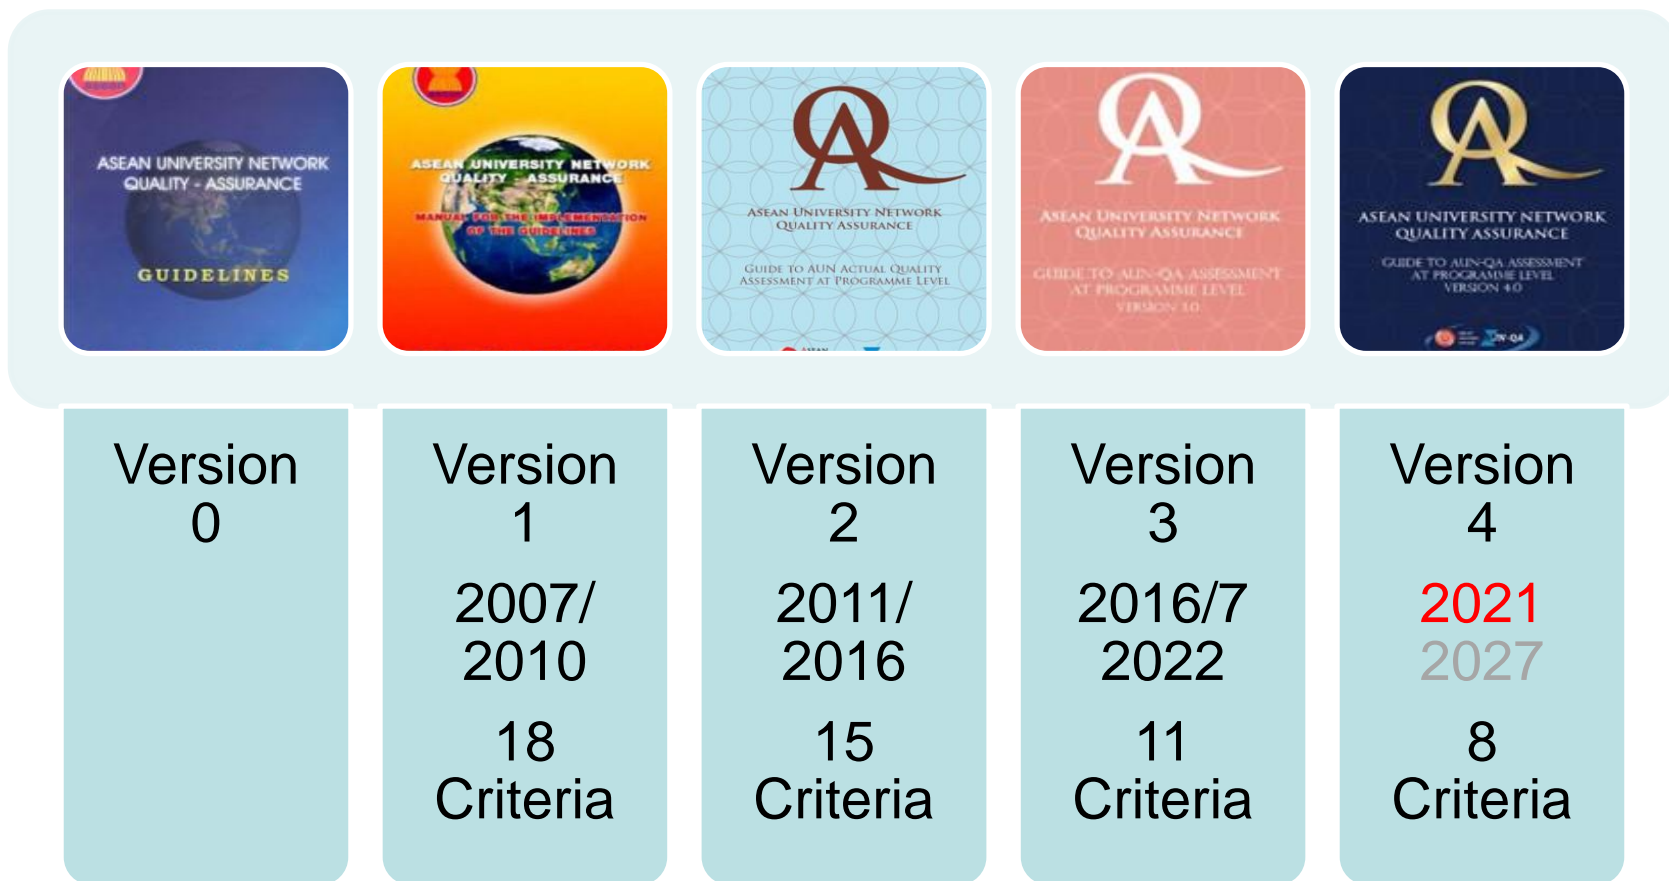 asean
ASEAN UNIVERSITY NETWORK
QUALITY - ASSURANCE
GUIDELINES
ASEAN UNIVERSITY NETWORK
QUALITY - ASSURANCE
MANUAL FOR THE IMPLEMENTATION
OF THE GUIDELINES
QA
ASEAN UNIVERSITY NETWORK
QUALITY ASSURANCE
GUIDE TO AUN ACTUAL QUALITY
ASSESSMENT AT PROGRAMME LEVEL
QA
ASEAN UNIVERSITY NETWORK
QUALITY ASSURANCE
GUIDE TO AUN-QA ASSESSMENT
AT PROGRAMME LEVEL
VERSION 3.0
QA
ASEAN UNIVERSITY NETWORK
QUALITY ASSURANCE
GUIDE TO AUN-QA ASSESSMENT
AT PROGRAMME LEVEL
VERSION 4.0
Version
0
Version
1
2007/
2010
18
Criteria
Version
2
2011/
2016
15
Criteria
Version
3
2016/7
2022
11
Criteria
Version
4
2021
2027
8
Criteria